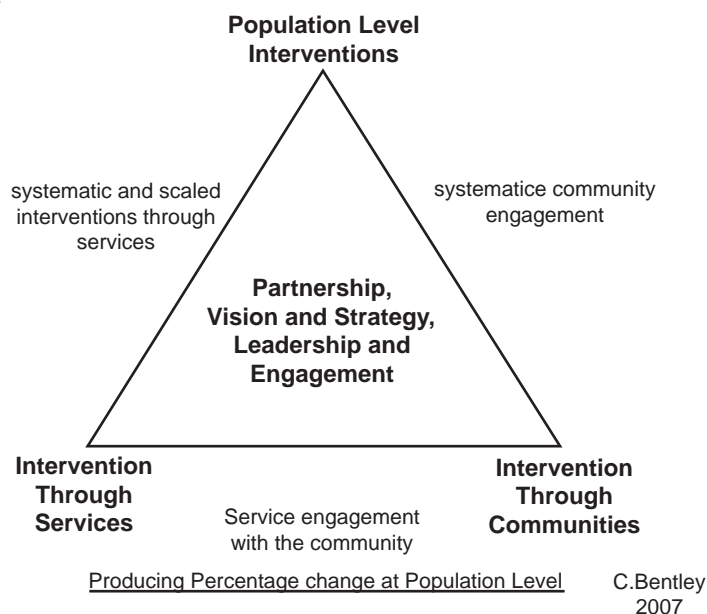 Population Level
Interventions
systematic and scaled
interventions through
services
systematice community
engagement
Partnership,
Vision and Strategy,
Leadership and
Engagement
Intervention
Through
Services
Service engagement
with the community
Intervention
Through
Communities
Producing Percentage change at Population Level
C.Bentley
2007